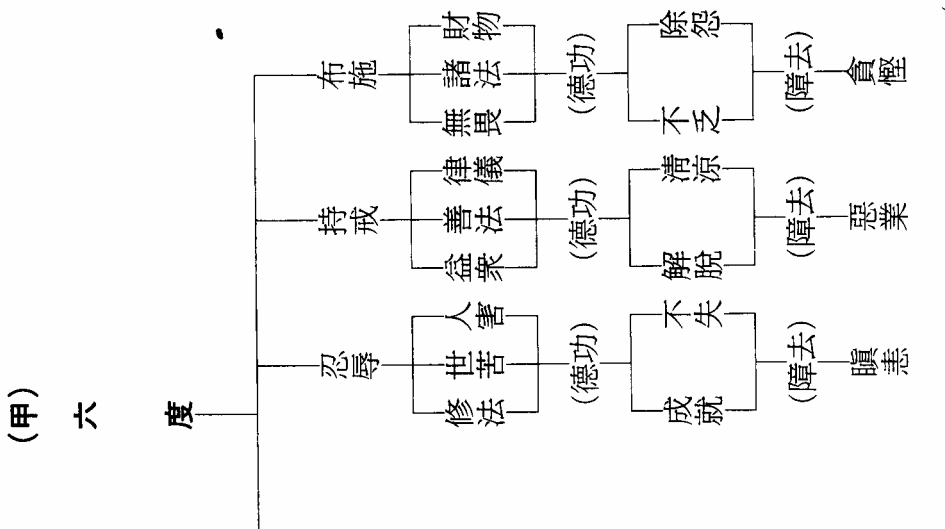 (甲)
六度
布施
財物
諸法
無畏
(德功)
除怨
不乏
(障去)
貪慳
持戒
律儀
善法
益衆
(德功)
清涼
解脫
(障去)
惡業
忍辱
人害
世苦
修法
(德功)
不失
成就
(障去)
瞋恚